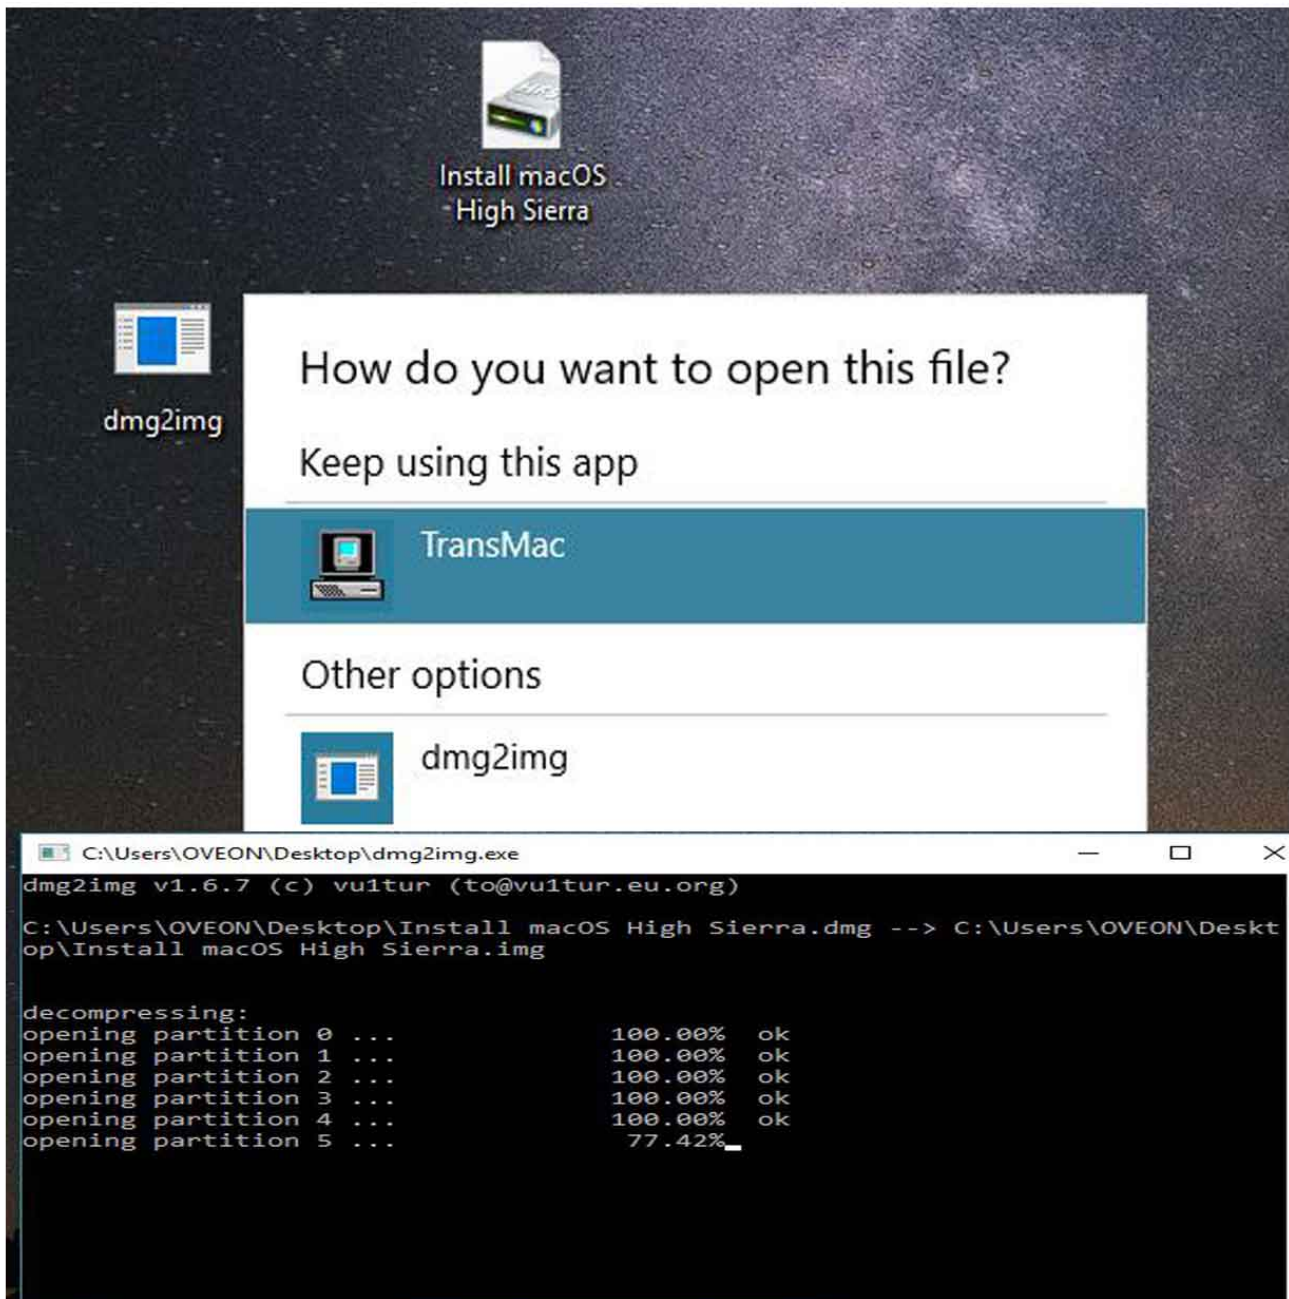 Install macOS
High Sierra
dmg2img
How do you want to open this file?
Keep using this app
TransMac
Other options
dmg2img
C:\Users\OVEON\Desktop\dmg2img.exe
dmg2img v1.6.7 (c) vu1tur (to@vu1tur.eu.org)
C:\Users\OVEON\Desktop\Install macOS High Sierra.dmg --> C:\Users\OVEON\Deskt
op\Install macOS High Sierra.img
decompressing:
opening partition 0 ... 100.00% ok
opening partition 1 ... 100.00% ok
opening partition 2 ... 100.00% ok
opening partition 3 ... 100.00% ok
opening partition 4 ... 100.00% ok
opening partition 5 ... 77.42%